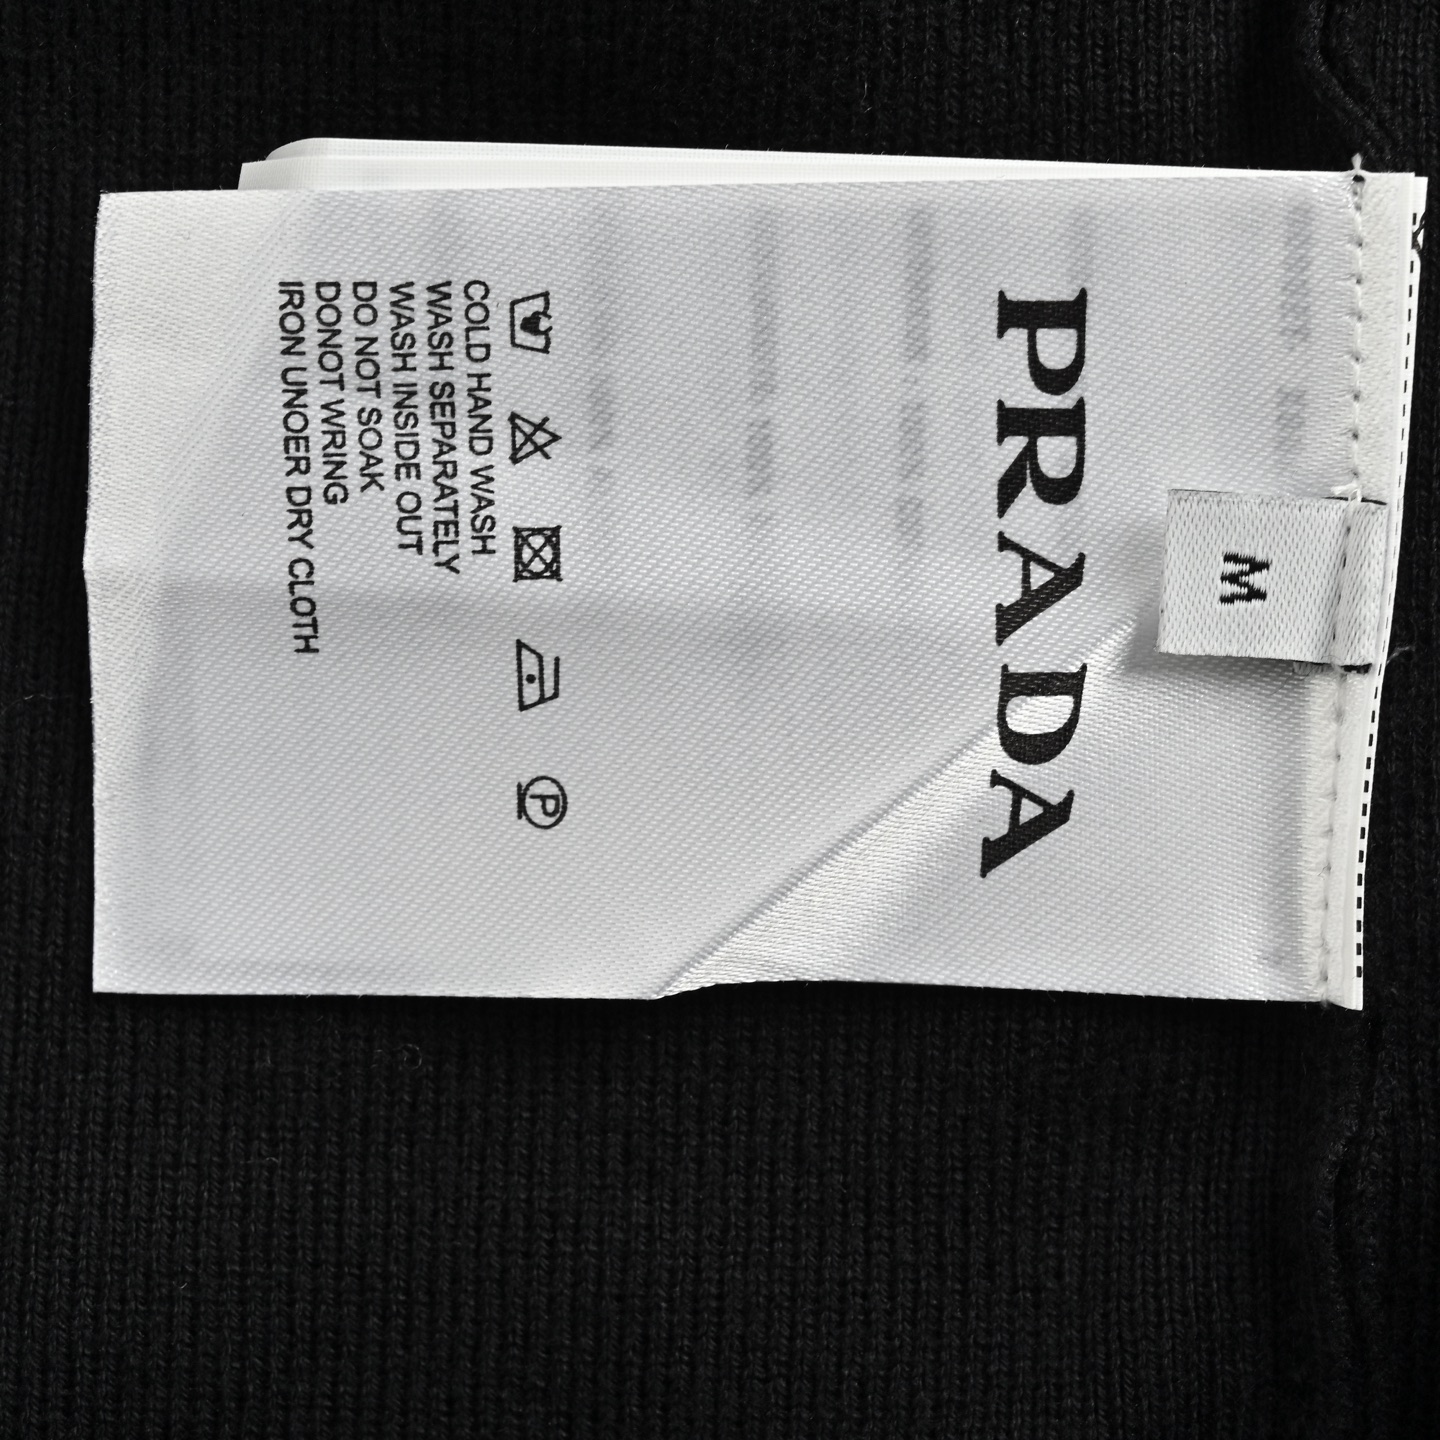 M
PRADA
P
COLD HAND WASH
WASH SEPARATELY
WASH INSIDE OUT
DO NOT SOAK
DONOT WRING
IRON UNOER DRY CLOTH